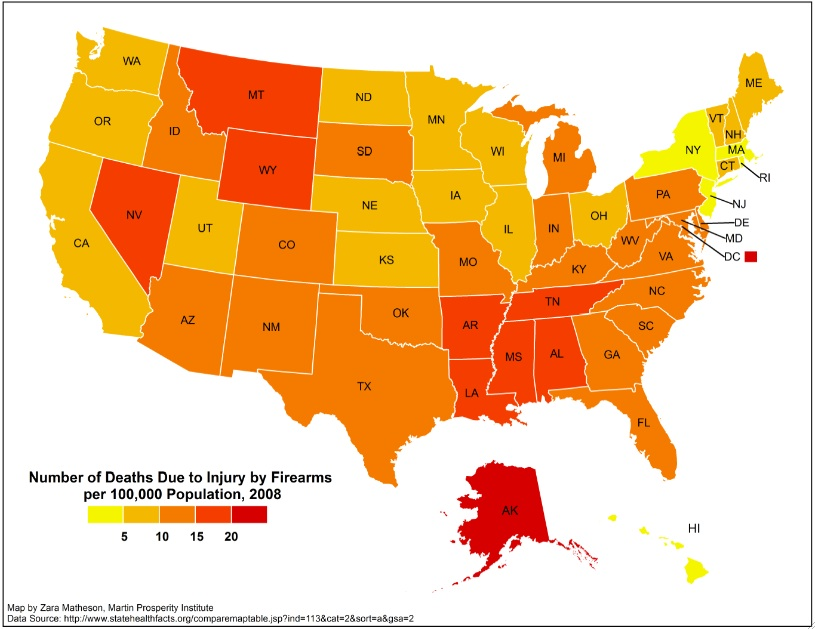 WA
ME
MT
ND
VT
MN
OR
NH
ID
NY
MA
WI
SD
MI
CT
WY
RI
IA
PA
NV
NE
NJ
OH
UT
IL
IN
DE
CA
CO
WV
MD
KS
MO
VA
DC
KY
NC
TN
OK
AZ
NM
AR
SC
MS
AL
GA
TX
LA
FL
Number of Deaths Due to Injury by Firearms
per 100,000 Population, 2008
5 10 15 20
AK
HI
Map by Zara Matheson, Martin Prosperity Institute
Data Source: http://www.statehealthfacts.org/comparemaptable.jsp?ind=113&cat=2&sort=a&gsa=2